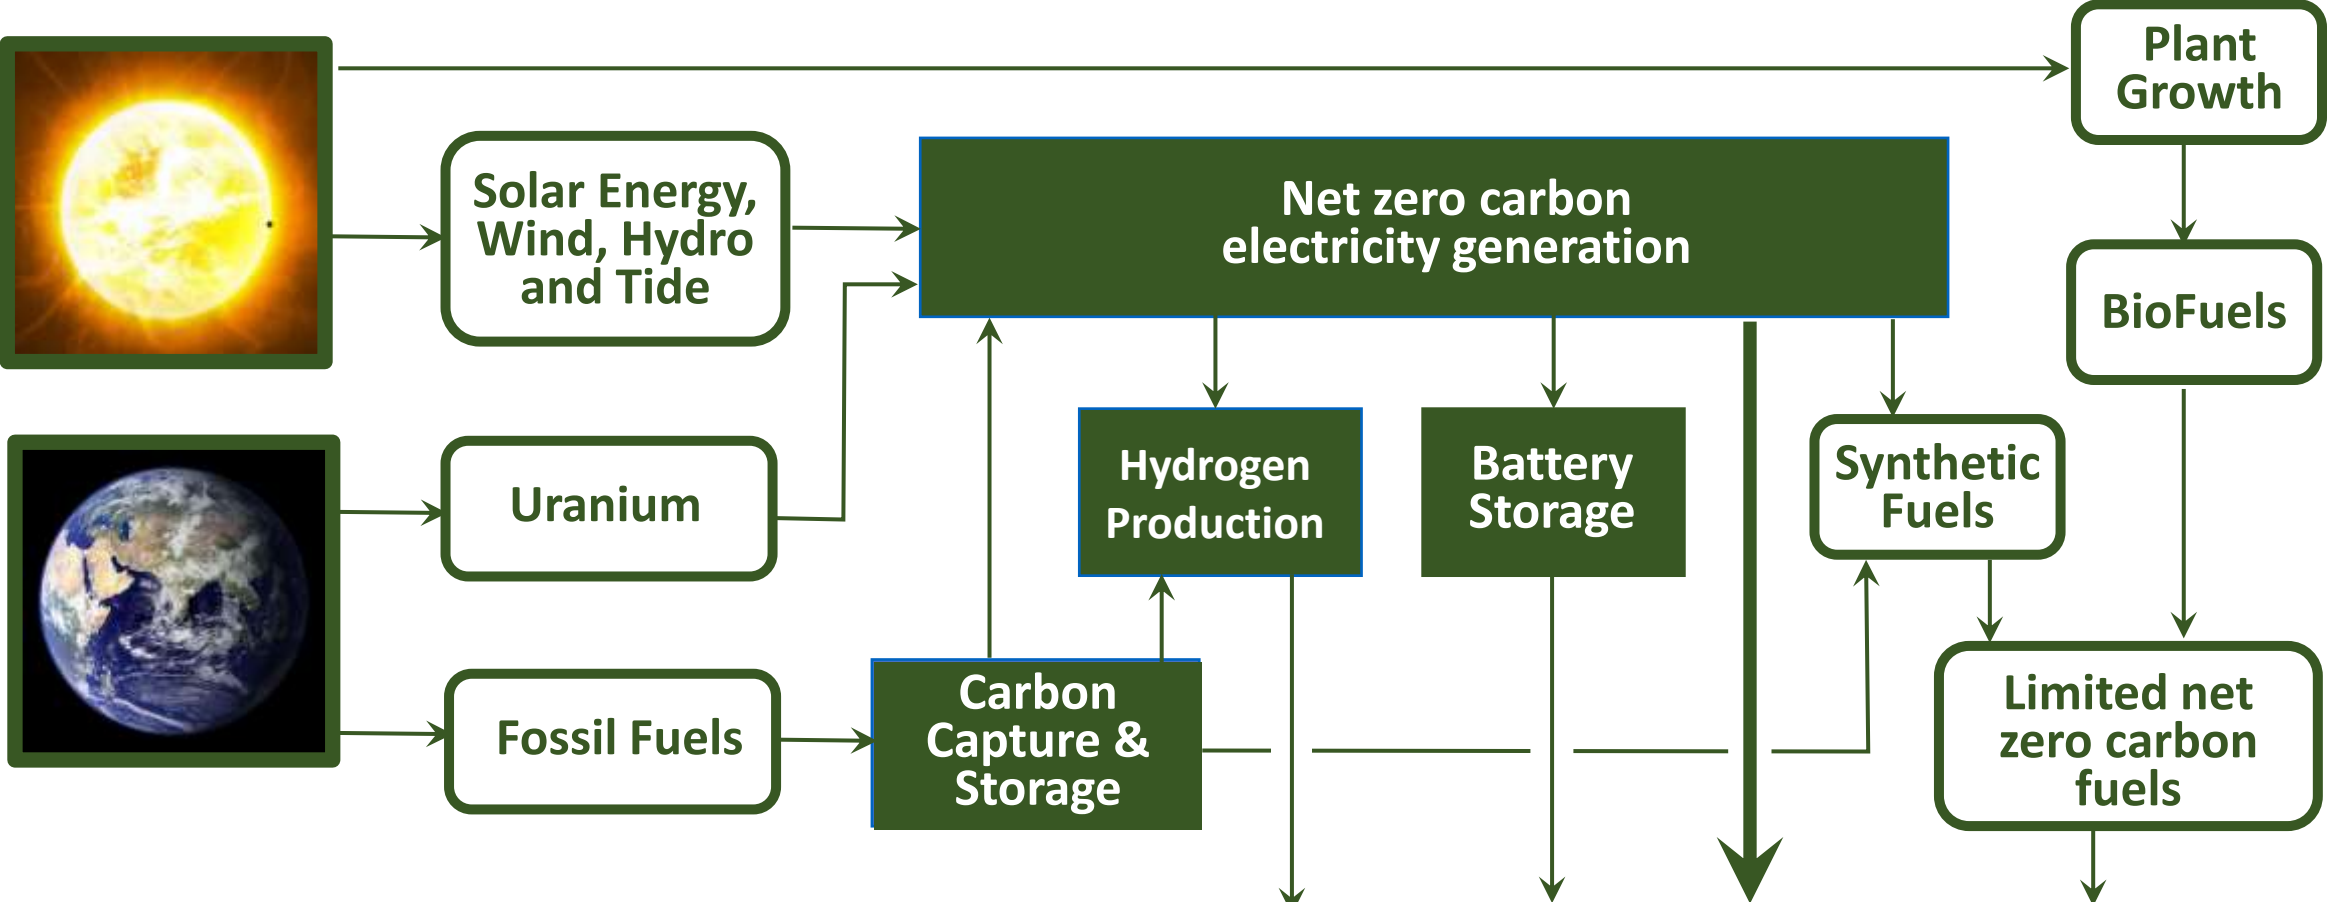 Plant
Growth
Solar Energy,
Wind, Hydro
and Tide
Net zero carbon
electricity generation
BioFuels
Uranium
Hydrogen
Production
Battery
Storage
Synthetic
Fuels
Fossil Fuels
Carbon
Capture &
Storage
Limited net
zero carbon
fuels